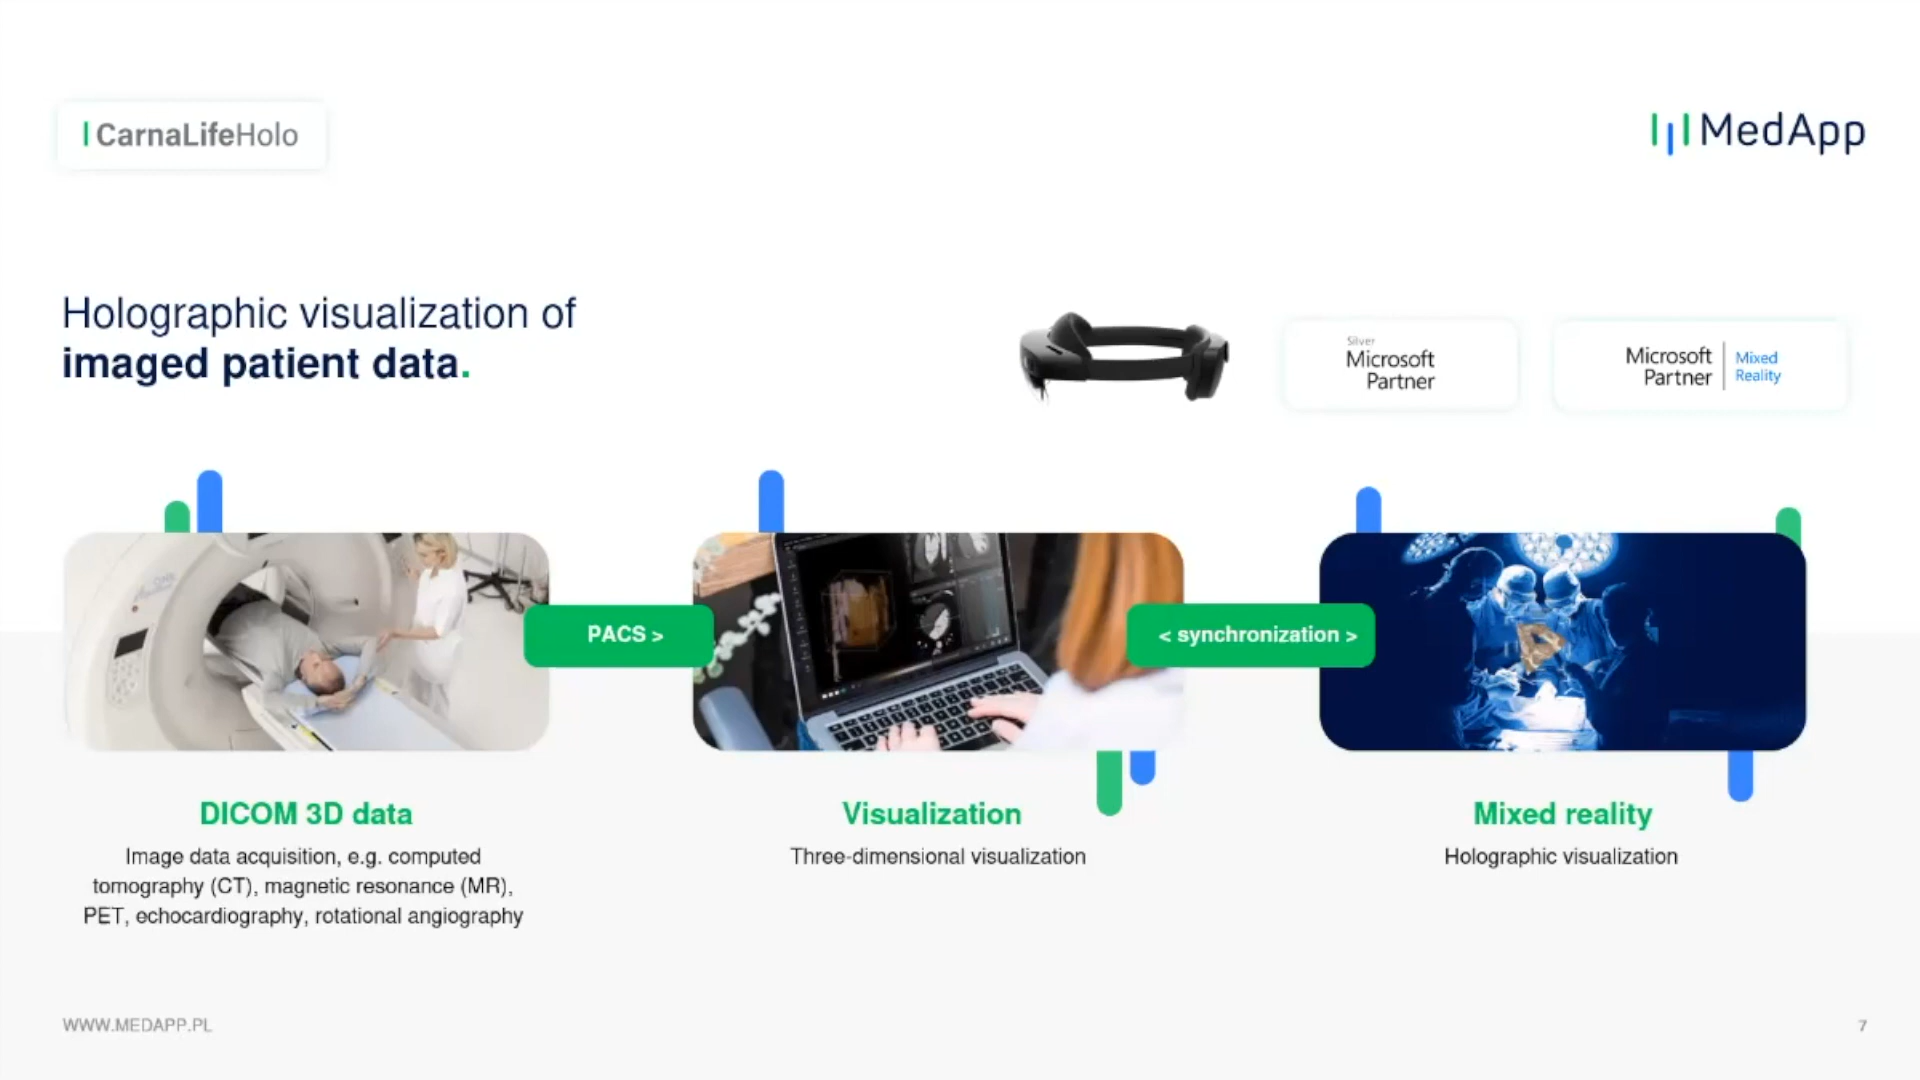 CarnaLifeHolo
MedApp
Holographic visualization of
imaged patient data.
Silver
Microsoft
Partner
Microsoft
Partner
Mixed
Reality
PACS >
< synchronization >
DICOM 3D data
Image data acquisition, e.g. computed
tomography (CT), magnetic resonance (MR),
PET, echocardiography, rotational angiography
Visualization
Three-dimensional visualization
Mixed reality
Holographic visualization
WWW.MEDAPP.PL
7